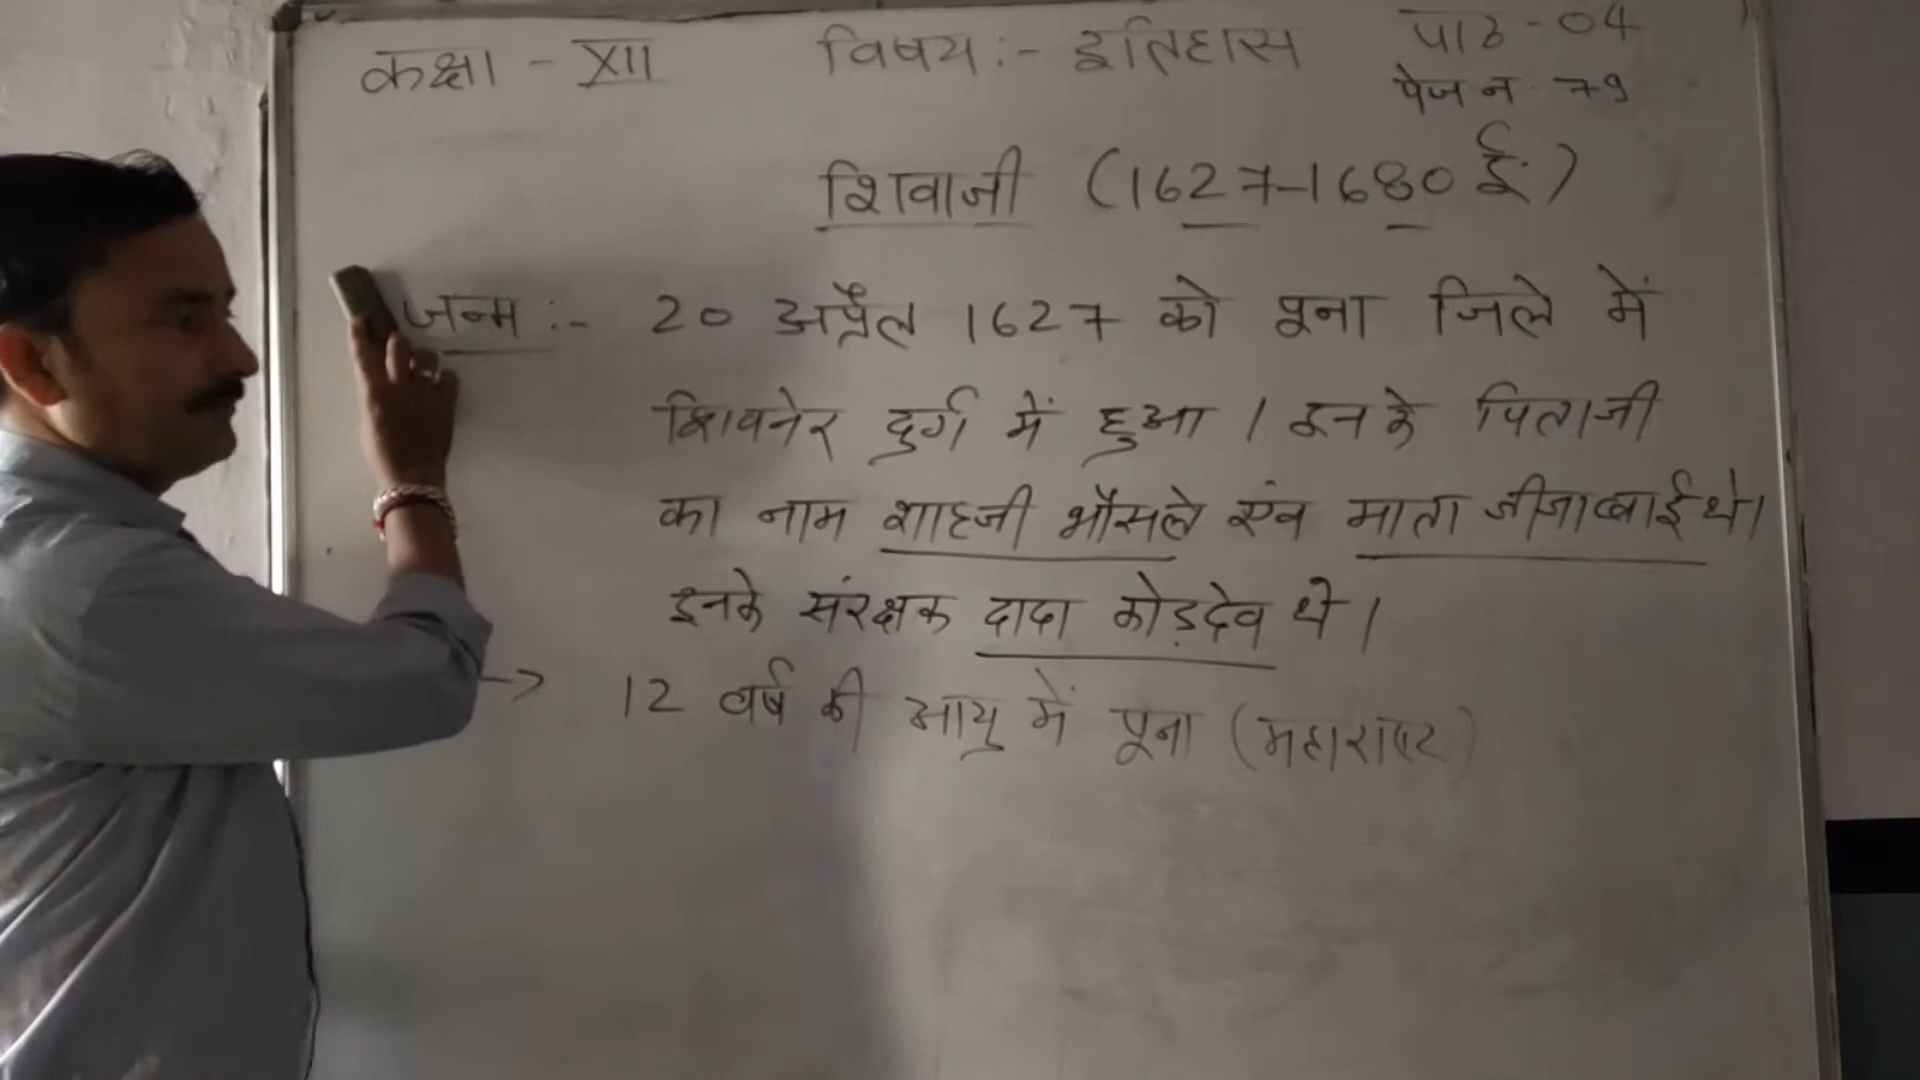 कक्षा - XII विषय :- इतिहास पाठ - 04
पेज न. 79
शिवाजी (1627-1680 ई.)
जन्म :- 20 अप्रैल 1627 को पूना जिले में
शिवनेर दुर्ग में हुआ । इनके पिताजी
का नाम शाहजी भौंसले एंव माता जीजाबाई थे।
इनके संरक्षक दादा कोड़देव थे ।
→ 12 वर्ष की आयु में पूना (महाराष्ट)